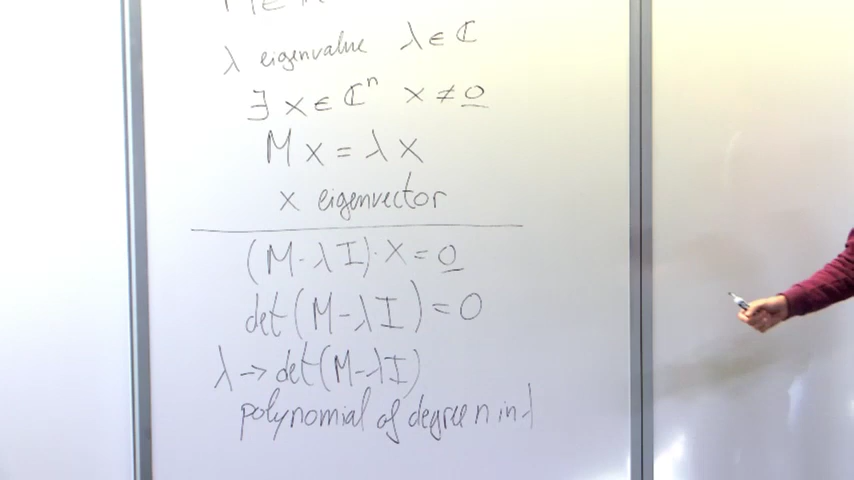 λ eigenvalue λ ∈ ℂ
∃ x ∈ ℂⁿ x ≠ 0
M x = λ x
x eigenvector
(M - λ I) · x = 0
det (M - λ I) = 0
λ → det (M - λ I)
polynomial of degree n in λ